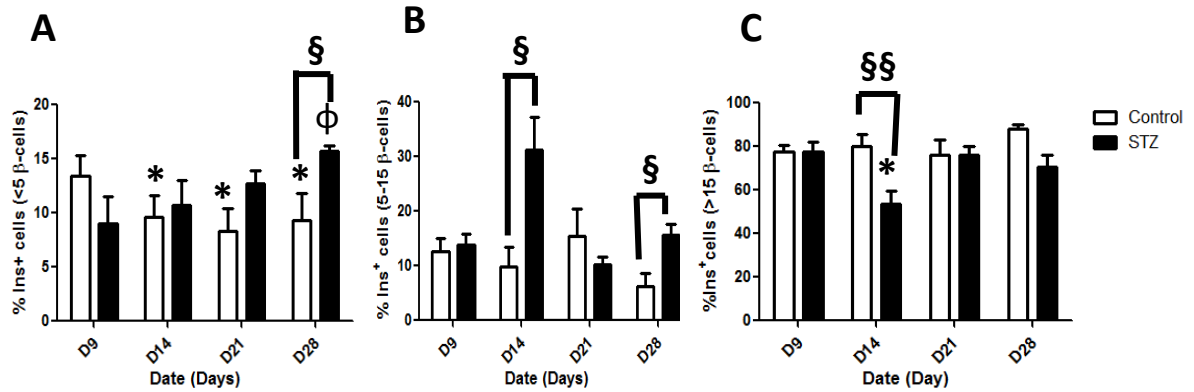 A
B
C
§
§
§§
ϕ
*
*
*
§
*
% Ins+ cells (<5 β-cells)
20
15
10
5
0
D9
D14
D21
D28
Date (Days)
% Ins+ cells (5-15 β-cells)
40
30
20
10
0
D9
D14
D21
D28
Date (Days)
%Ins+ cells (>15 β-cells)
100
80
60
40
20
0
D9
D14
D21
D28
Date (Days)
Control
STZ